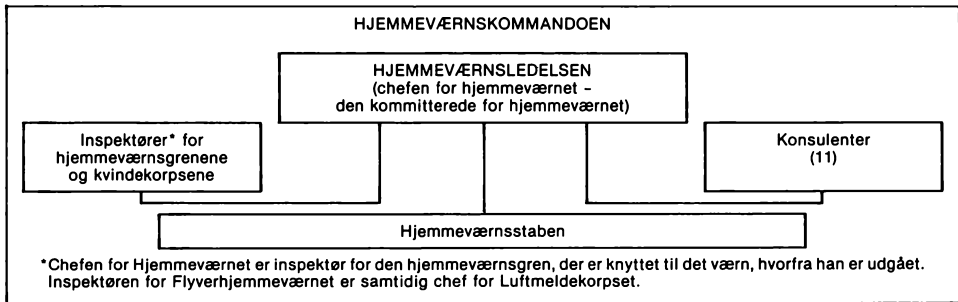 HJEMMEVÆRNSKOMMANDOEN
HJEMMEVÆRNSLEDELSEN
(chefen for hjemmeværnet –
den kommitterede for hjemmeværnet)
Inspektører* for
hjemmeværnsgrenene
og kvindekorpsene
Konsulenter
(11)
Hjemmeværnsstaben
*Chefen for Hjemmeværnet er inspektør for den hjemmeværnsgren, der er knyttet til det værn, hvorfra han er udgået.
Inspektøren for Flyverhjemmeværnet er samtidig chef for Luftmeldekorpset.